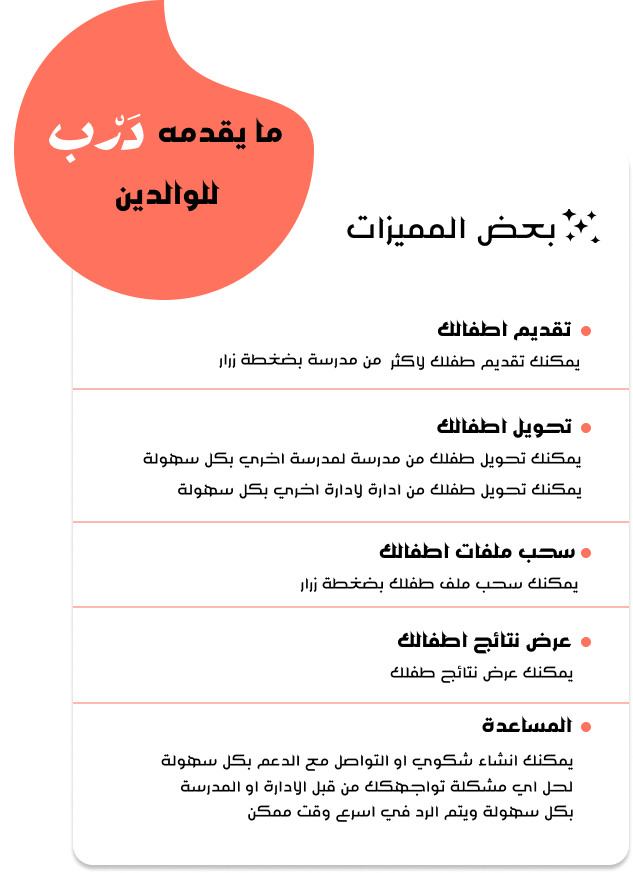 ما يقدمه دَرّب
للوالدين
بعض المميزات
تقديم اطفالك
يمكنك تقديم طفلك لاكثر من مدرسة بضغطة زرار
تحويل اطفالك
يمكنك تحويل طفلك من مدرسة لمدرسة اخري بكل سهولة
يمكنك تحويل طفلك من ادارة لادارة اخري بكل سهولة
سحب ملفات اطفالك
يمكنك سحب ملف طفلك بضغطة زرار
عرض نتائج اطفالك
يمكنك عرض نتائج طفلك
المساعدة
يمكنك انشاء شكوي او التواصل مع الدعم بكل سهولة
لحل اي مشكلة تواجهكك من قبل الادارة او المدرسة
بكل سهولة ويتم الرد في اسرع وقت ممكن